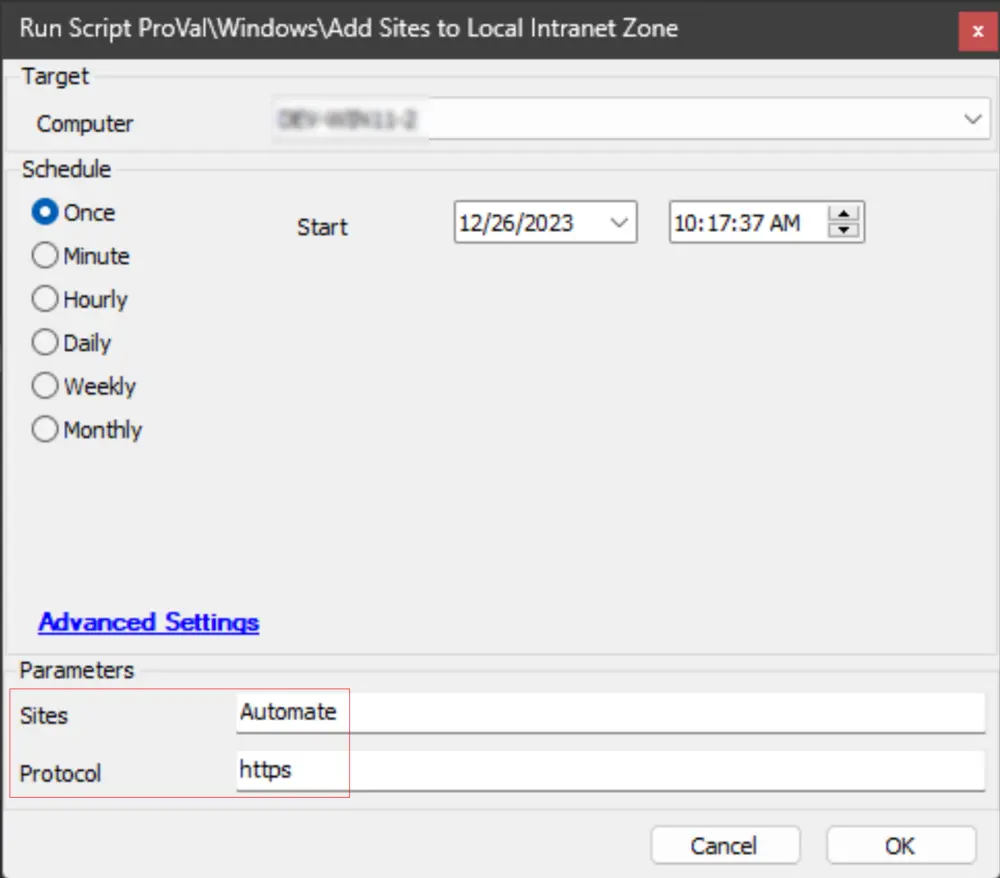 Run Script ProVal\Windows\Add Sites to Local Intranet Zone
x
Target
Computer
Schedule
Once
Start
12/26/2023
10:17:37 AM
Minute
Hourly
Daily
Weekly
Monthly
Advanced Settings
Parameters
Sites
Automate
Protocol
https
Cancel
OK